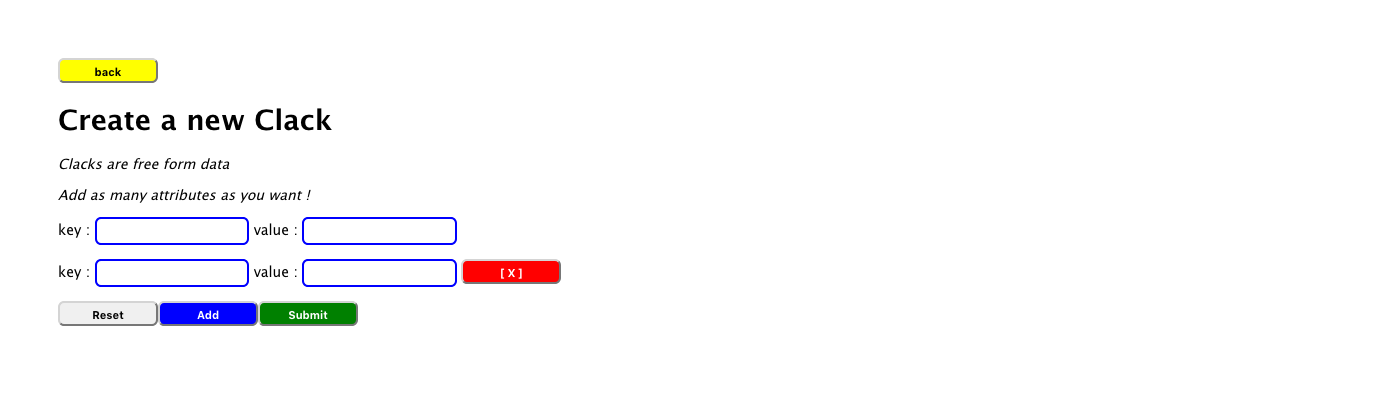 back
Create a new Clack
Clacks are free form data
Add as many attributes as you want !
key : value :
key : value : [ X ]
Reset Add Submit